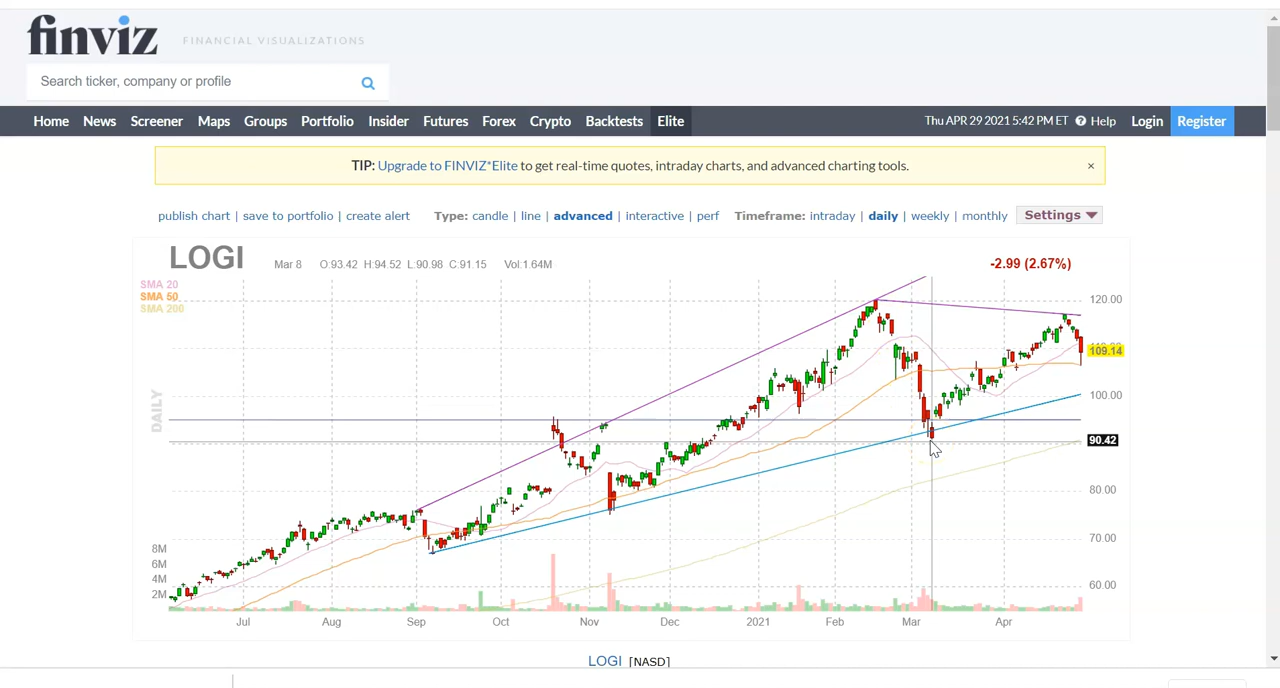 finviz FINANCIAL VISUALIZATIONS
Search ticker, company or profile
Home News Screener Maps Groups Portfolio Insider Futures Forex Crypto Backtests Elite Thu APR 29 2021 5:42 PM ET Help Login Register
TIP: Upgrade to FINVIZ*Elite to get real-time quotes, intraday charts, and advanced charting tools. ×
publish chart | save to portfolio | create alert Type: candle | line | advanced | interactive | perf Timeframe: intraday | daily | weekly | monthly Settings
LOGI Mar 8 O:93.42 H:94.52 L:90.98 C:91.15 Vol:1.64M -2.99 (2.67%)
SMA 20
SMA 50
SMA 200
120.00
109.14
100.00
90.42
80.00
70.00
60.00
DAILY
8M
6M
4M
2M
Jul Aug Sep Oct Nov Dec 2021 Feb Mar Apr
LOGI [NASD]